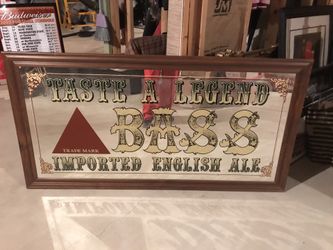 Budweiser
TASTE A LEGEND
BASS
TRADE MARK
IMPORTED ENGLISH ALE